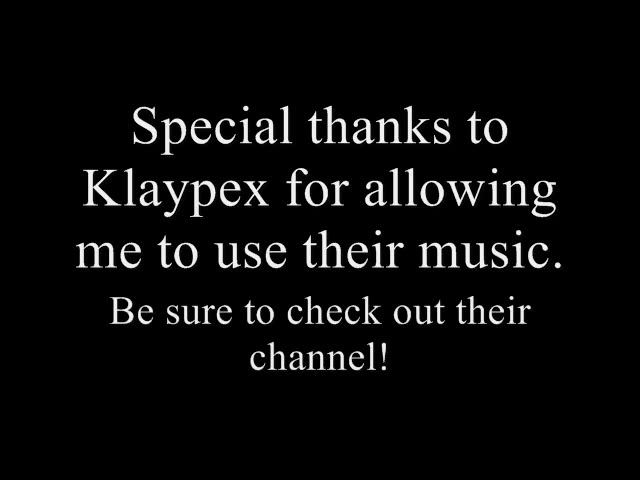 Special thanks to
Klaypex for allowing
me to use their music.
Be sure to check out their
channel!